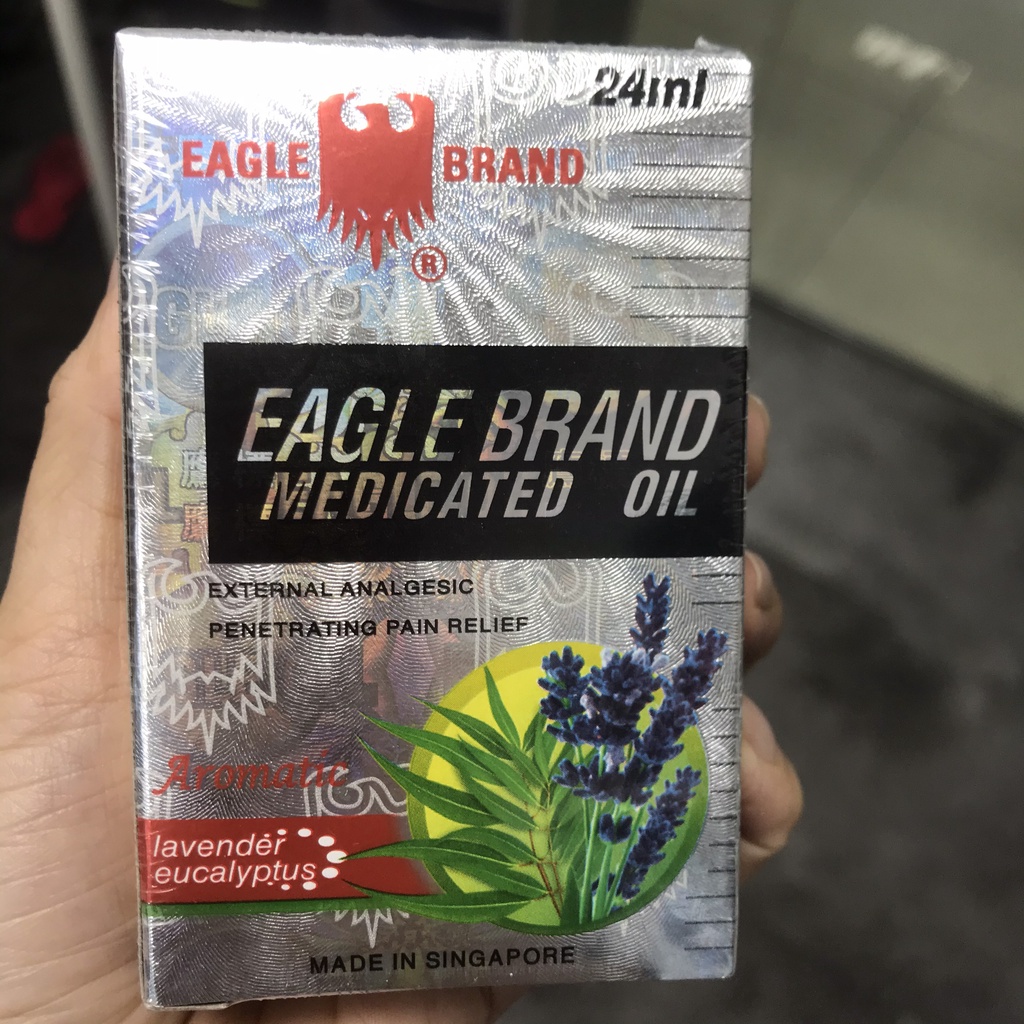 24ml
EAGLE BRAND
®
EAGLE BRAND
MEDICATED OIL
EXTERNAL ANALGESIC
PENETRATING PAIN RELIEF
Aromatic
lavender
eucalyptus
MADE IN SINGAPORE